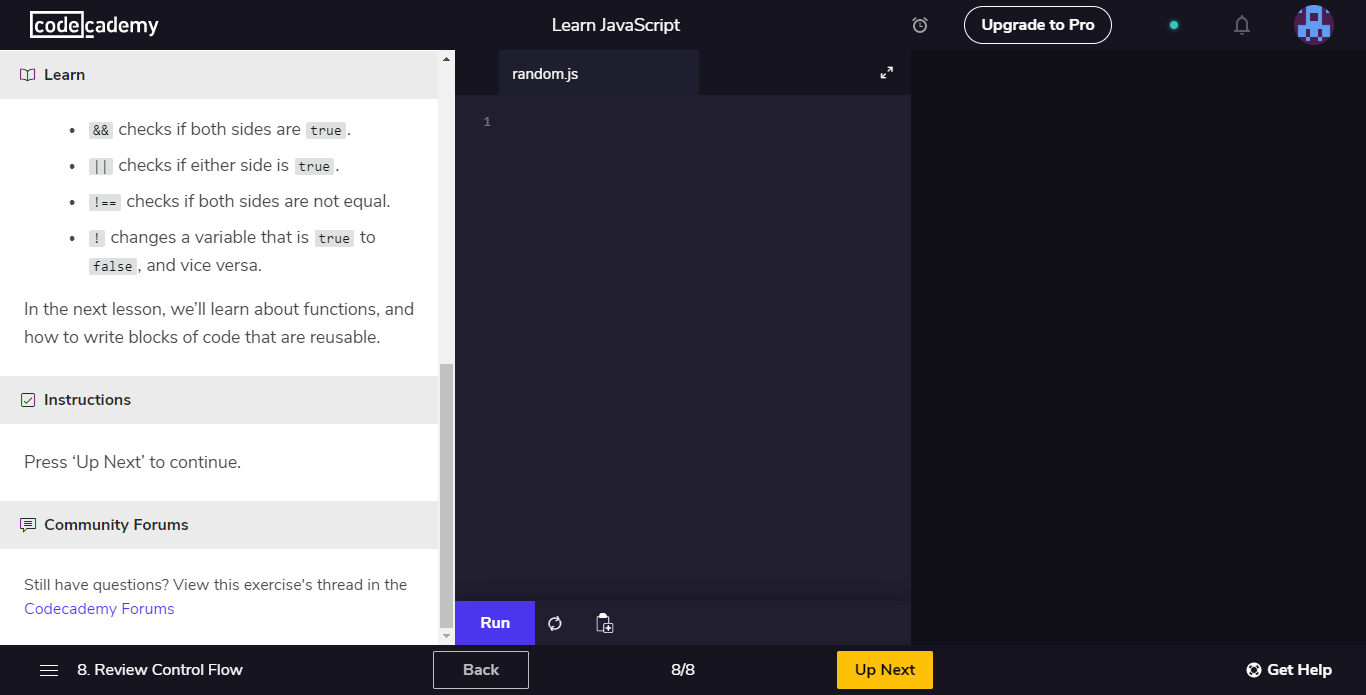 codecademy
Learn JavaScript
Upgrade to Pro
Learn
• && checks if both sides are true.
• || checks if either side is true.
• !== checks if both sides are not equal.
• ! changes a variable that is true to
false, and vice versa.
In the next lesson, we’ll learn about functions, and
how to write blocks of code that are reusable.
Instructions
Press ‘Up Next’ to continue.
Community Forums
Still have questions? View this exercise's thread in the
Codecademy Forums
random.js
1
Run
8. Review Control Flow
Back
8/8
Up Next
Get Help